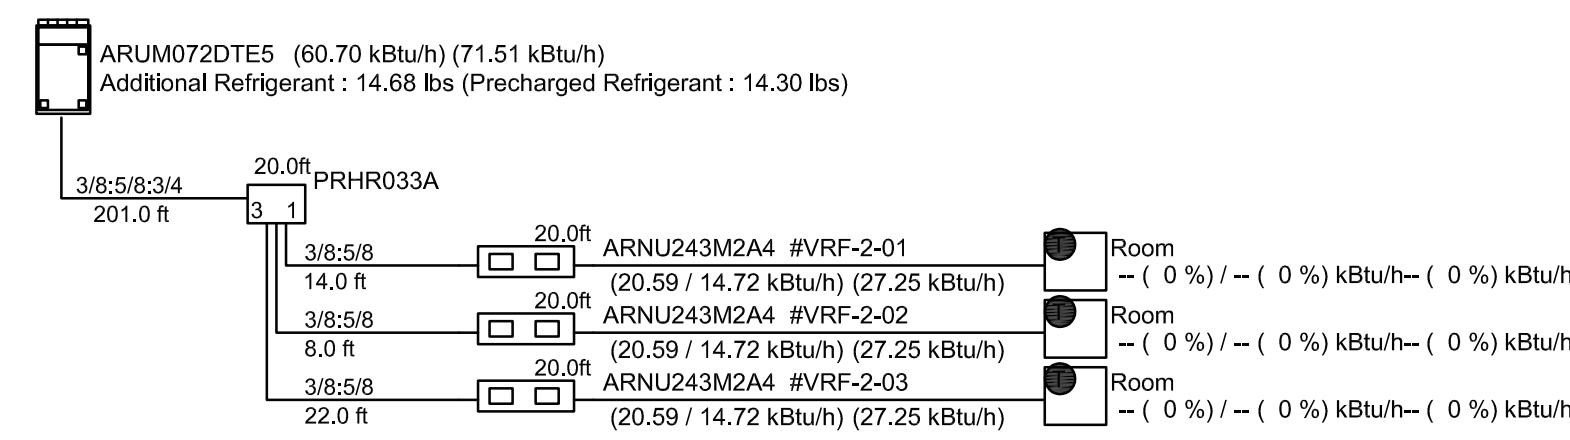 ARUM072DTE5 (60.70 kBtu/h) (71.51 kBtu/h)
Additional Refrigerant : 14.68 lbs (Precharged Refrigerant : 14.30 lbs)
3/8:5/8:3/4
201.0 ft
20.0ft
PRHR033A
3 1
3/8:5/8
14.0 ft
20.0ft
ARNU243M2A4 #VRF-2-01
(20.59 / 14.72 kBtu/h) (27.25 kBtu/h)
T
Room
-- ( 0 %) / -- ( 0 %) kBtu/h-- ( 0 %) kBtu/h
3/8:5/8
8.0 ft
20.0ft
ARNU243M2A4 #VRF-2-02
(20.59 / 14.72 kBtu/h) (27.25 kBtu/h)
T
Room
-- ( 0 %) / -- ( 0 %) kBtu/h-- ( 0 %) kBtu/h
3/8:5/8
22.0 ft
20.0ft
ARNU243M2A4 #VRF-2-03
(20.59 / 14.72 kBtu/h) (27.25 kBtu/h)
T
Room
-- ( 0 %) / -- ( 0 %) kBtu/h-- ( 0 %) kBtu/h